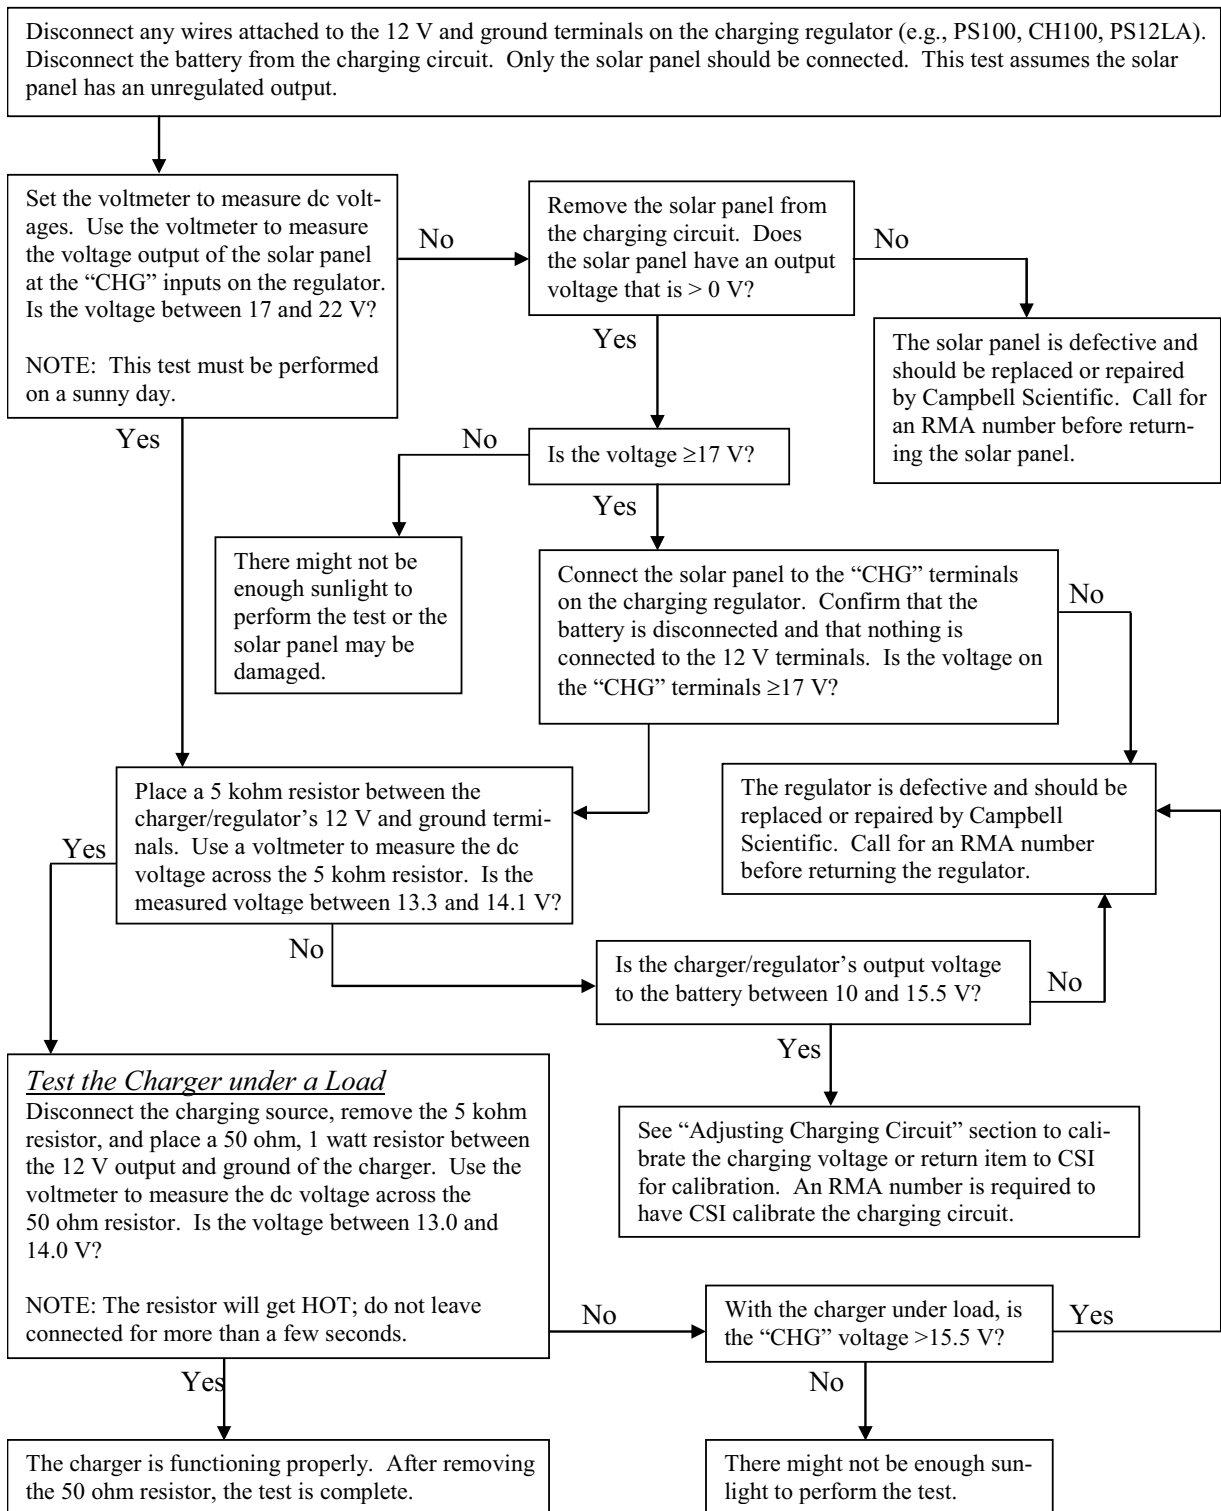 Disconnect any wires attached to the 12 V and ground terminals on the charging regulator (e.g., PS100, CH100, PS12LA).
Disconnect the battery from the charging circuit.  Only the solar panel should be connected.  This test assumes the solar
panel has an unregulated output.
Set the voltmeter to measure dc volt-
ages.  Use the voltmeter to measure
the voltage output of the solar panel
at the “CHG” inputs on the regulator.
Is the voltage between 17 and 22 V?
NOTE:  This test must be performed
on a sunny day.
No
Remove the solar panel from
the charging circuit.  Does
the solar panel have an output
voltage that is > 0 V?
No
Yes
The solar panel is defective and
should be replaced or repaired
by Campbell Scientific.  Call for
an RMA number before return-
ing the solar panel.
Yes
No
Is the voltage ≥17 V?
Yes
There might not be
enough sunlight to
perform the test or the
solar panel may be
damaged.
Connect the solar panel to the “CHG” terminals
on the charging regulator.  Confirm that the
battery is disconnected and that nothing is
connected to the 12 V terminals.  Is the voltage on
the “CHG” terminals ≥17 V?
No
Place a 5 kohm resistor between the
charger/regulator’s 12 V and ground termi-
nals.  Use a voltmeter to measure the dc
voltage across the 5 kohm resistor.  Is the
measured voltage between 13.3 and 14.1 V?
Yes
The regulator is defective and should be
replaced or repaired by Campbell
Scientific.  Call for an RMA number
before returning the regulator.
No
Is the charger/regulator’s output voltage
to the battery between 10 and 15.5 V?
No
Yes
Test the Charger under a Load
Disconnect the charging source, remove the 5 kohm
resistor, and place a 50 ohm, 1 watt resistor between
the 12 V output and ground of the charger.  Use the
voltmeter to measure the dc voltage across the
50 ohm resistor.  Is the voltage between 13.0 and
14.0 V?
NOTE: The resistor will get HOT; do not leave
connected for more than a few seconds.
See “Adjusting Charging Circuit” section to cali-
brate the charging voltage or return item to CSI
for calibration.  An RMA number is required to
have CSI calibrate the charging circuit.
No
With the charger under load, is
the “CHG” voltage >15.5 V?
Yes
Yes
No
The charger is functioning properly.  After removing
the 50 ohm resistor, the test is complete.
There might not be enough sun-
light to perform the test.